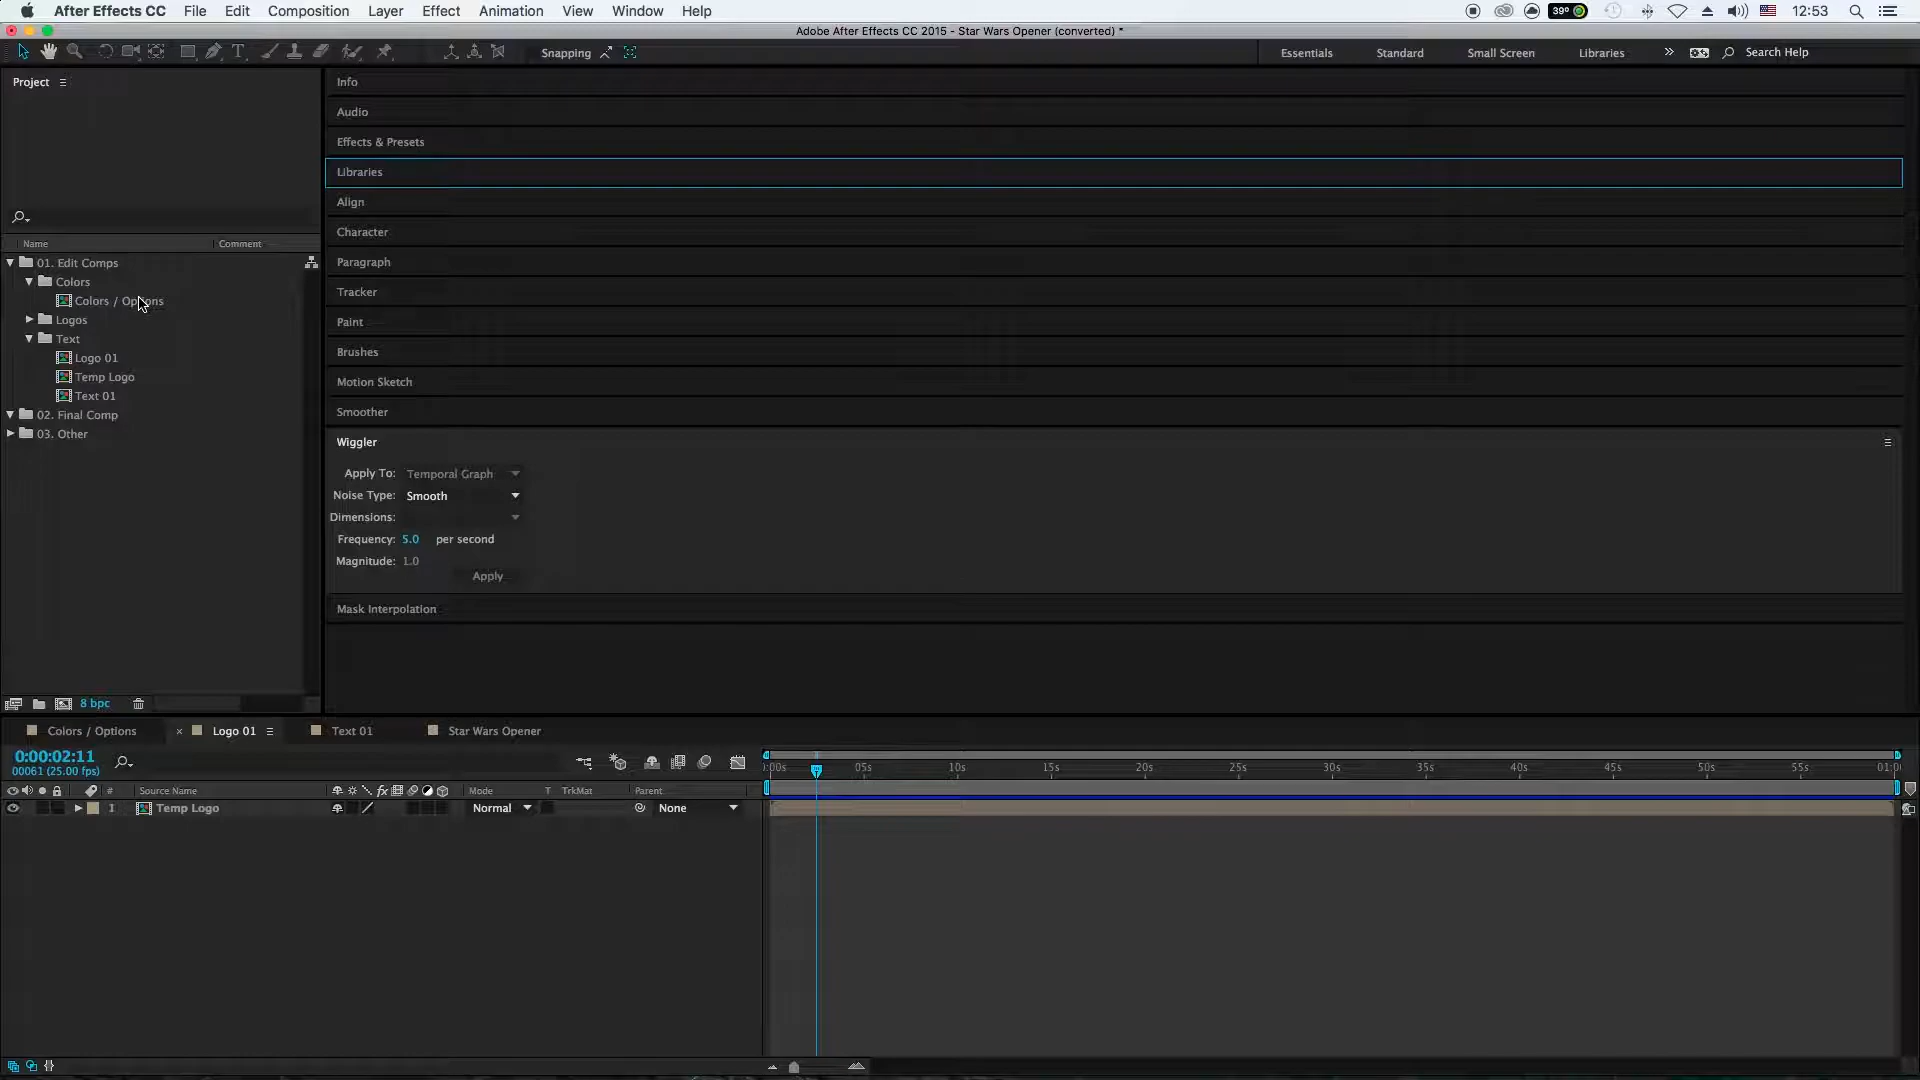 After Effects CC File Edit Composition Layer Effect Animation View Window Help 39° 12:53
Adobe After Effects CC 2015 - Star Wars Opener (converted) *
Snapping Essentials Standard Small Screen Libraries » Search Help
Project
Info
Audio
Effects & Presets
Libraries
Align
Name Comment
Character
01. Edit Comps
Paragraph
Colors
Tracker
Colors / Options
Logos
Paint
Text
Brushes
Logo 01
Temp Logo
Motion Sketch
Text 01
02. Final Comp
Smoother
03. Other
Wiggler
Apply To: Temporal Graph
Noise Type: Smooth
Dimensions:
Frequency: 5.0 per second
Magnitude: 1.0
Apply
Mask Interpolation
8 bpc
Colors / Options × Logo 01 Text 01 Star Wars Opener
0:00:02:11
00061 (25.00 fps)
:00s 05s 10s 15s 20s 25s 30s 35s 40s 45s 50s 55s 01:0
# Source Name fx Mode T TrkMat Parent
1 Temp Logo Normal None